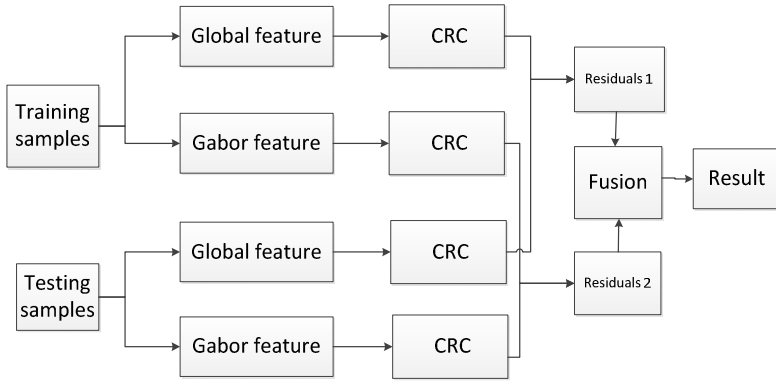 Global feature
CRC
Residuals 1
Training
samples
Gabor feature
CRC
Fusion
Result
Global feature
CRC
Testing
samples
Residuals 2
Gabor feature
CRC